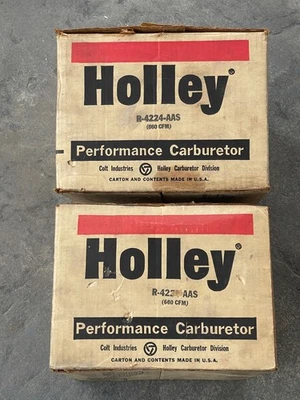 Holley®
R-4224-AAS
(660 CFM)
Performance Carburetor
Colt Industries Holley Carburetor Division
CARTON AND CONTENTS MADE IN U.S.A.
Holley®
(660 CFM)
Performance Carburetor
Colt Industries Holley Carburetor Division
CARTON AND CONTENTS MADE IN U.S.A.